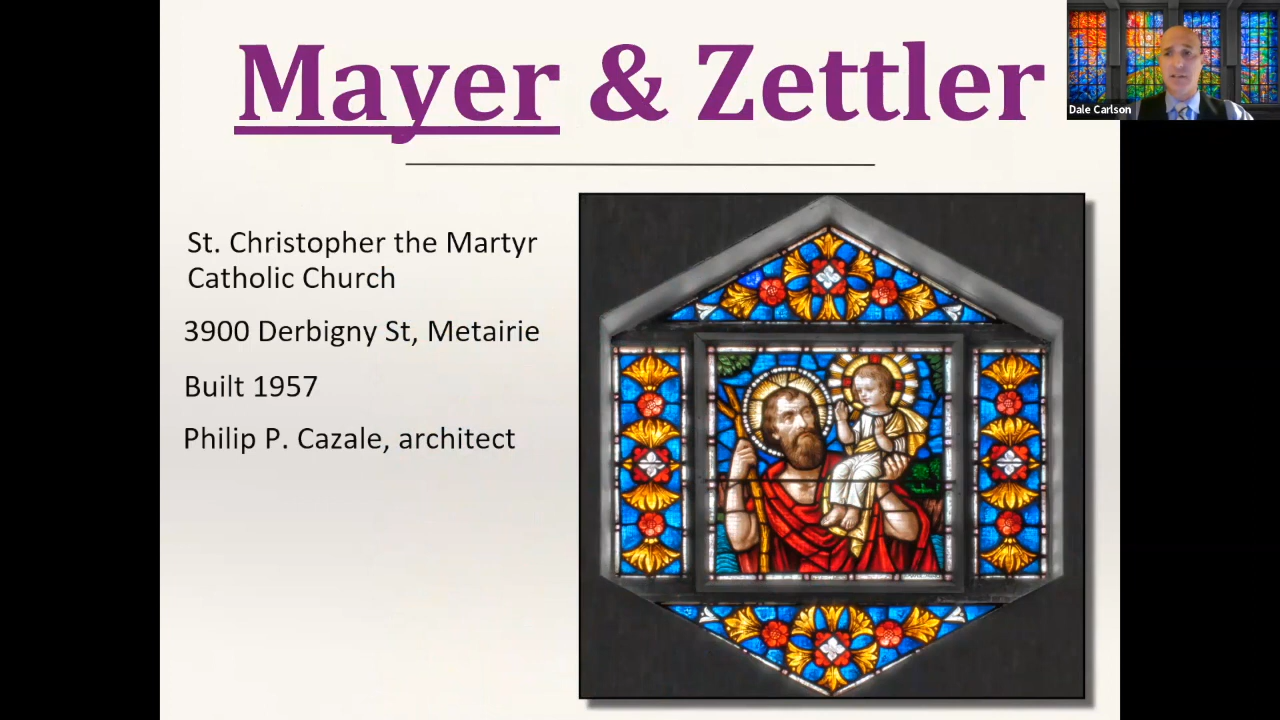 Mayer & Zettler
Dale Carlson
St. Christopher the Martyr
Catholic Church
3900 Derbigny St, Metairie
Built 1957
Philip P. Cazale, architect